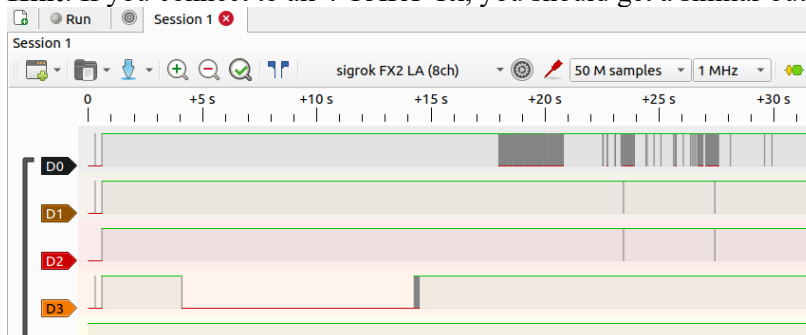 Run Session 1
Session 1
sigrok FX2 LA (8ch) 50 M samples 1 MHz
0 +5 s +10 s +15 s +20 s +25 s +30 s
D0
D1
D2
D3